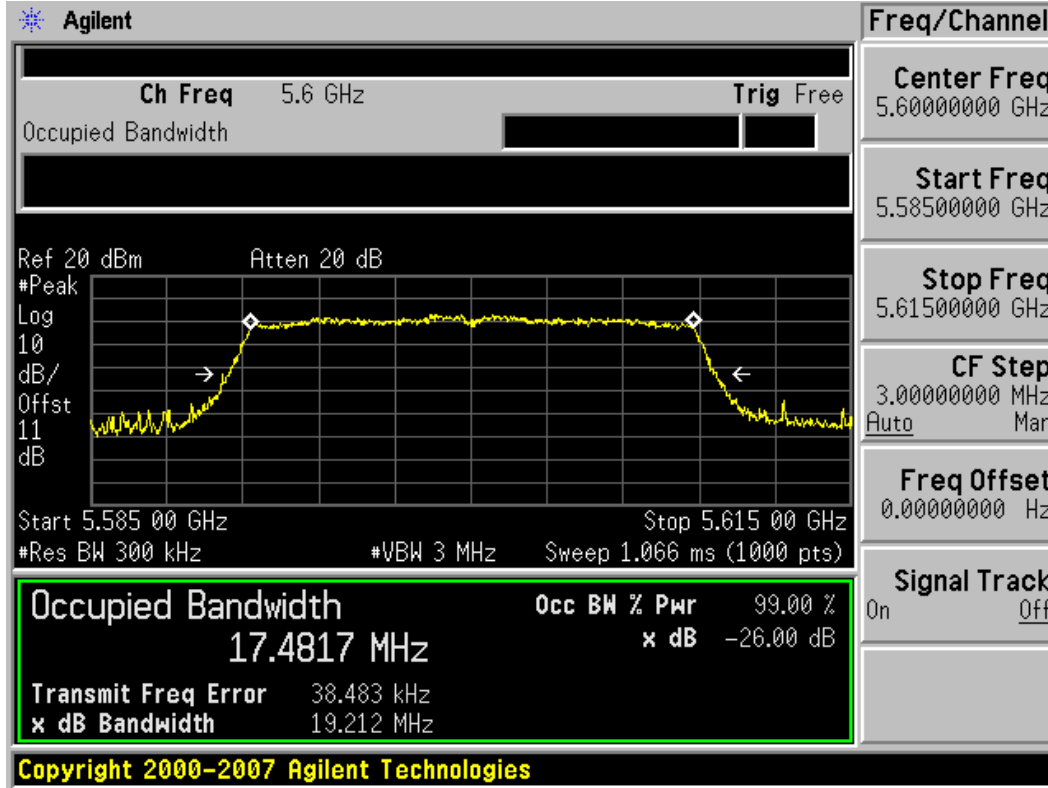 Agilent
Freq/Channel
Ch Freq 5.6 GHz Trig Free
Occupied Bandwidth
Center Freq
5.60000000 GHz
Start Freq
5.58500000 GHz
Stop Freq
5.61500000 GHz
CF Step
3.00000000 MHz
Auto Man
Freq Offset
0.00000000 Hz
Signal Track
On Off
Ref 20 dBm Atten 20 dB
#Peak
Log
10
dB/
Offst
11
dB
Start 5.585 00 GHz Stop 5.615 00 GHz
#Res BW 300 kHz #VBW 3 MHz Sweep 1.066 ms (1000 pts)
Occupied Bandwidth
17.4817 MHz
Occ BW % Pwr 99.00 %
x dB -26.00 dB
Transmit Freq Error 38.483 kHz
x dB Bandwidth 19.212 MHz
Copyright 2000-2007 Agilent Technologies